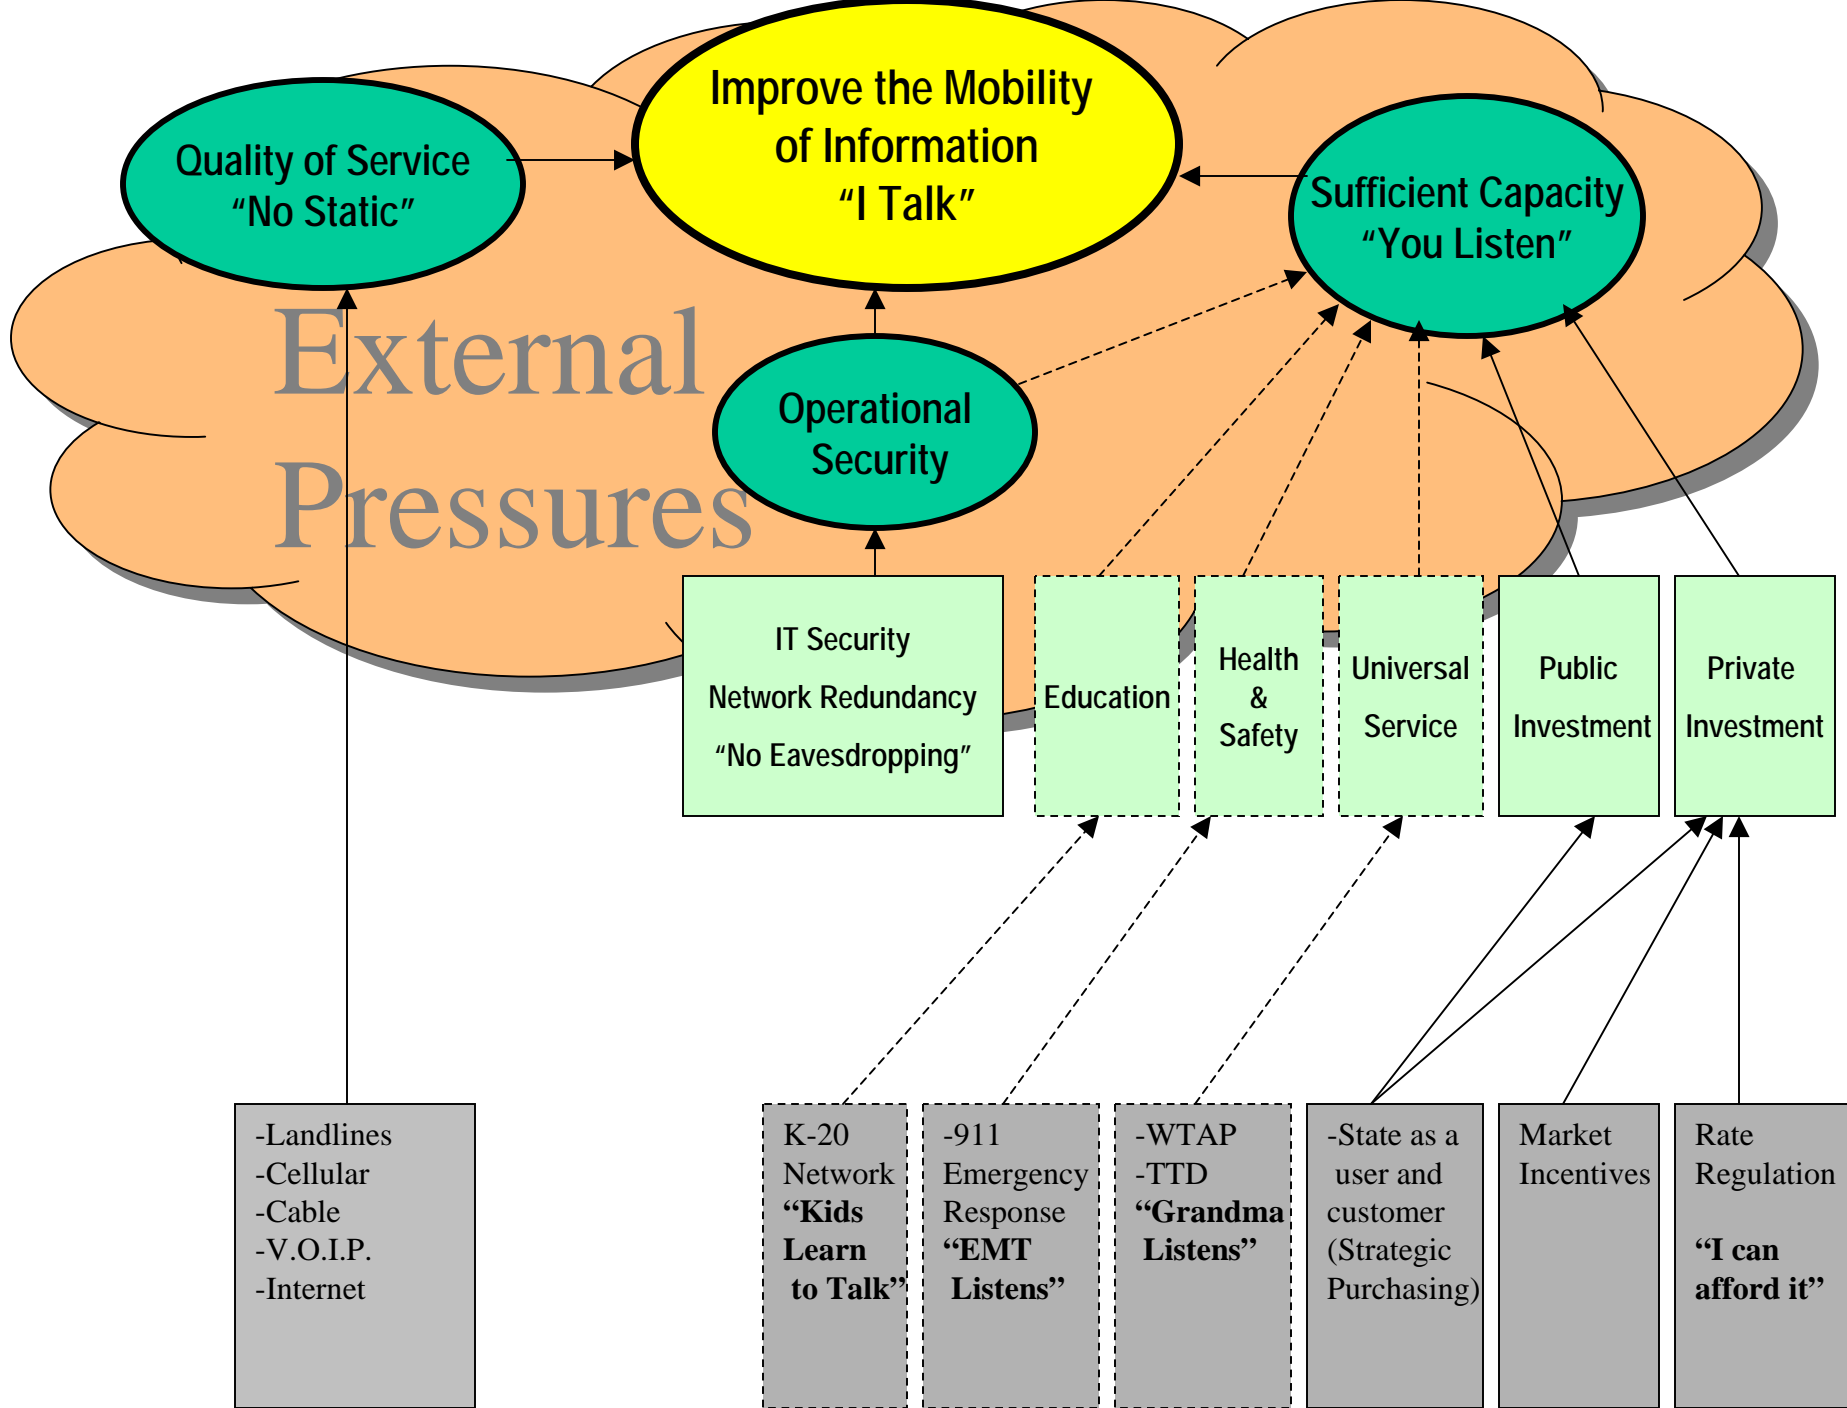 Improve the Mobility
of Information
“I Talk”
Quality of Service
“No Static”
Sufficient Capacity
“You Listen”
External
Pressures
Operational
Security
IT Security
Network Redundancy
“No Eavesdropping”
Education
Health
&
Safety
Universal
Service
Public
Investment
Private
Investment
-Landlines
-Cellular
-Cable
-V.O.I.P.
-Internet
K-20
Network
“Kids
Learn
to Talk”
-911
Emergency
Response
“EMT
Listens”
-WTAP
-TTD
“Grandma
Listens”
-State as a
user and
customer
(Strategic
Purchasing)
Market
Incentives
Rate
Regulation
“I can
afford it”